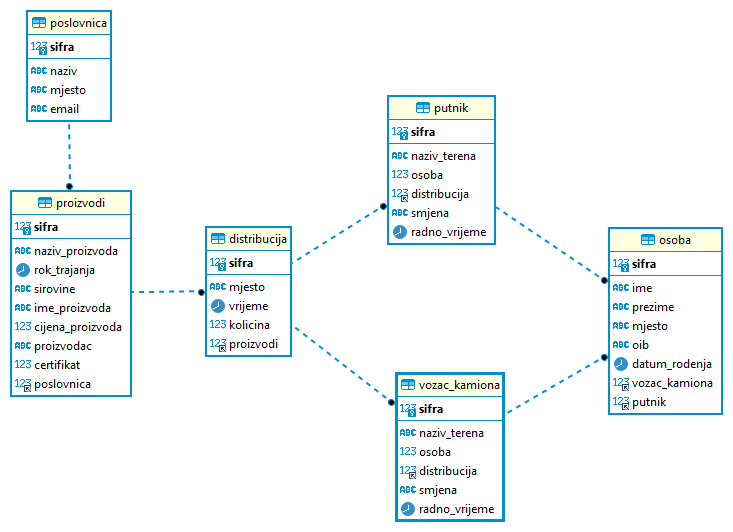 poslovnica
123 sifra
ABC naziv
ABC mjesto
ABC email
proizvodi
123 sifra
ABC naziv_proizvoda
rok_trajanja
ABC sirovine
ABC ime_proizvoda
123 cijena_proizvoda
ABC proizvodac
123 certifikat
123 poslovnica
distribucija
123 sifra
ABC mjesto
vrijeme
123 kolicina
123 proizvodi
putnik
123 sifra
ABC naziv_terena
123 osoba
123 distribucija
ABC smjena
radno_vrijeme
vozac_kamiona
123 sifra
ABC naziv_terena
123 osoba
123 distribucija
ABC smjena
radno_vrijeme
osoba
123 sifra
ABC ime
ABC prezime
ABC mjesto
ABC oib
datum_rodenja
123 vozac_kamiona
123 putnik